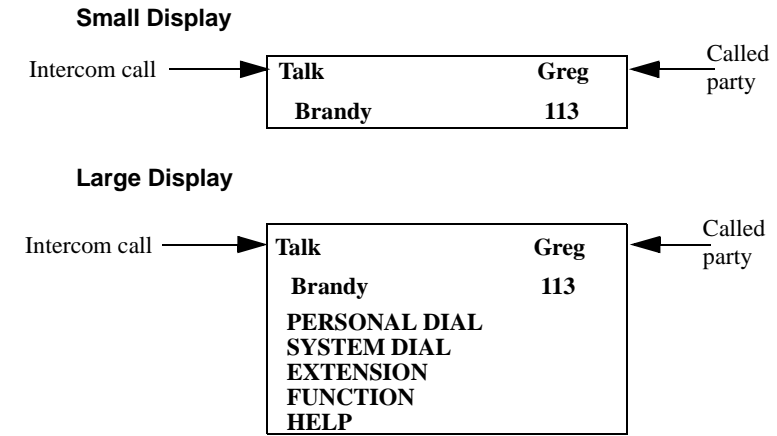 Small Display
Intercom call Talk Greg Called party
Brandy 113
Large Display
Intercom call Talk Greg Called party
Brandy 113
PERSONAL DIAL
SYSTEM DIAL
EXTENSION
FUNCTION
HELP